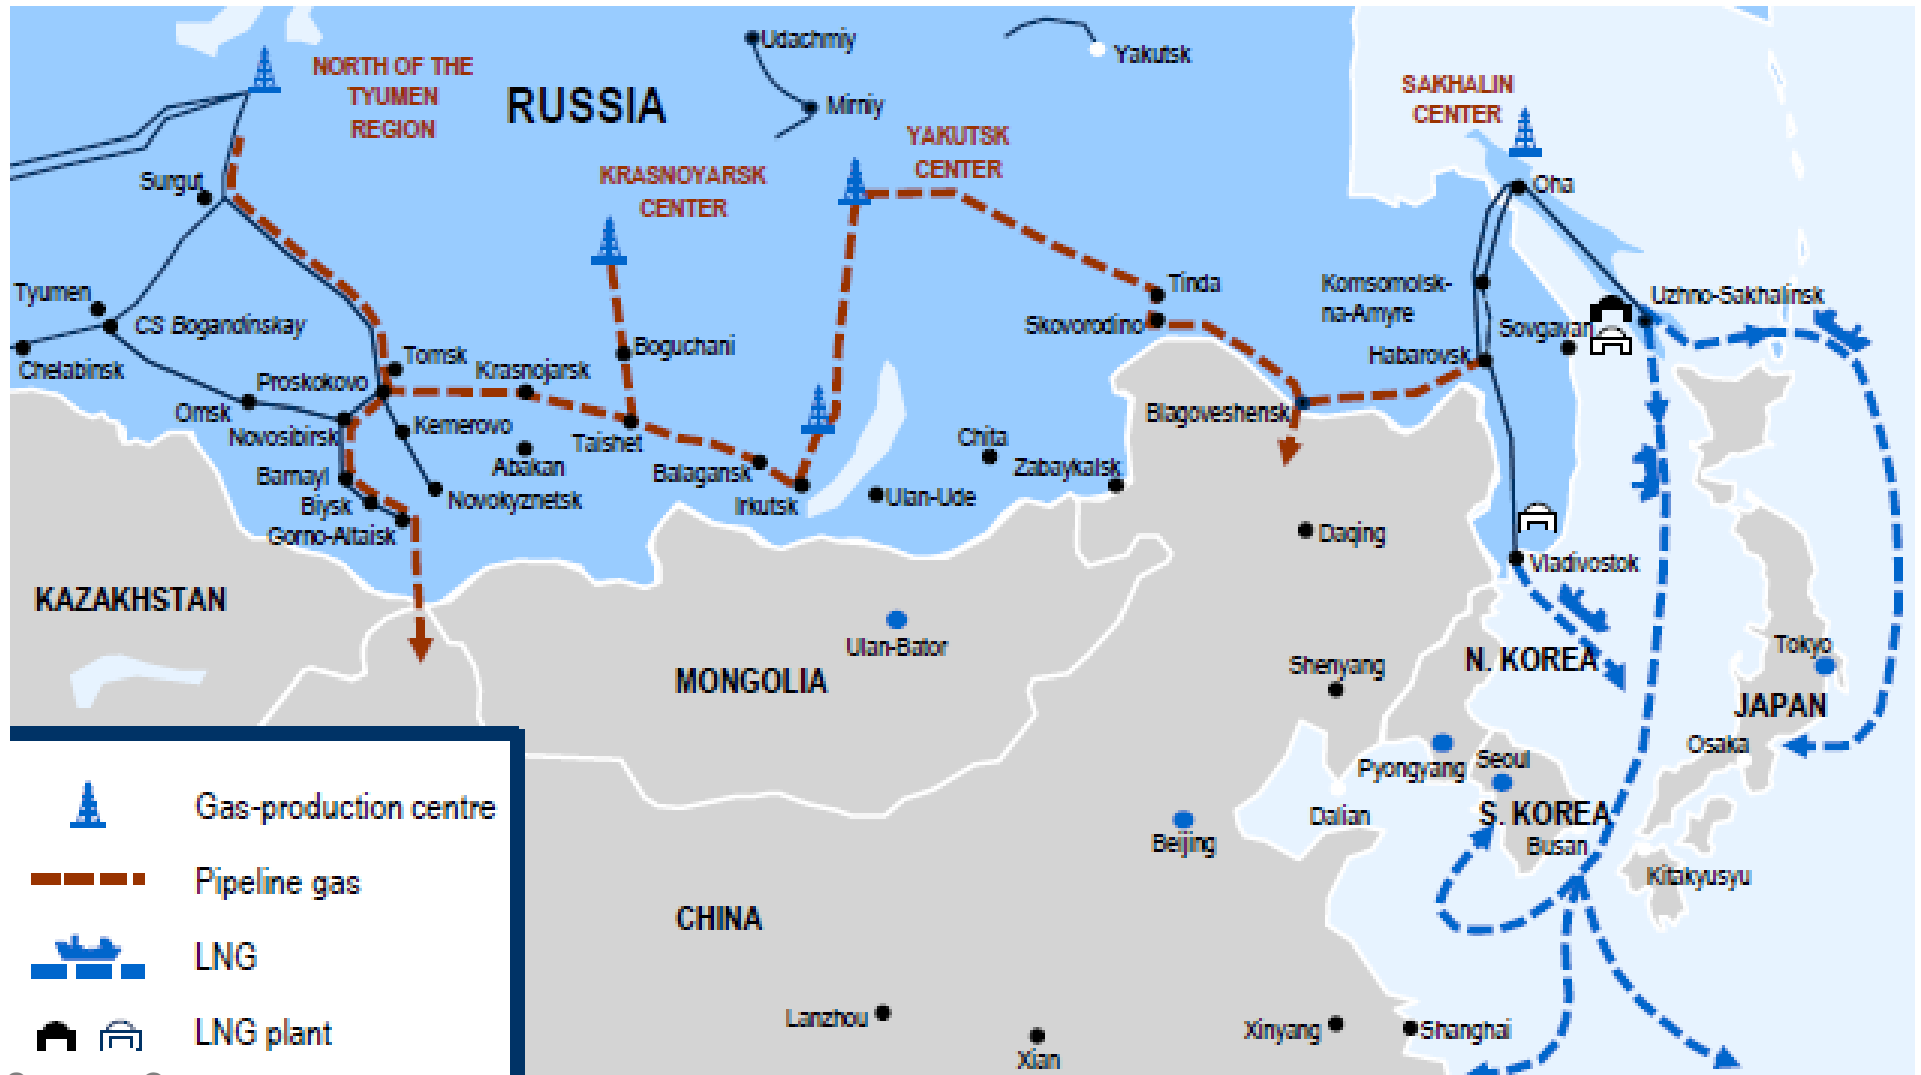 Udachmiy
Yakutsk
NORTH OF THE
TYUMEN
REGION
RUSSIA
Mirniy
SAKHALIN
CENTER
YAKUTSK
CENTER
KRASNOYARSK
CENTER
Surgut
Oha
Tinda
Komsomolsk-
na-Amyre
Uzhno-Sakhalinsk
Tyumen
CS Bogandinskay
Skovorodino
Sovgavan
Boguchani
Tomsk
Habarovsk
Chelabinsk
Krasnojarsk
Proskokovo
Omsk
Blagoveshensk
Kemerovo
Novosibirsk
Taishet
Chita
Abakan
Balagansk
Zabaykalsk
Barnayl
Biysk
Novokyznetsk
Irkutsk
Ulan-Ude
Gorno-Altaisk
Daqing
Vladivostok
KAZAKHSTAN
Ulan-Bator
Tokyo
N. KOREA
Shenyang
MONGOLIA
JAPAN
Osaka
Seoul
Pyongyang
Gas-production centre
S. KOREA
Dalian
Beijing
Busan
Pipeline gas
Kitakyusyu
CHINA
LNG
Lanzhou
LNG plant
Xinyang
Shanghai
Xian